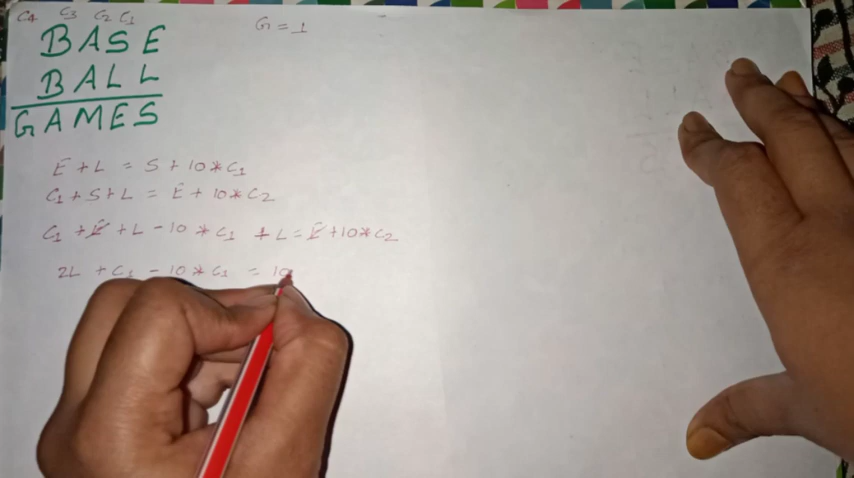 C4 C3 C2 C1
G = 1
BASE
BALL
GAMES
E + L = S + 10 * C1
C1 + S + L = E + 10 * C2
C1 + E + L - 10 * C1 + L = E + 10 * C2
2L + C1 - 10 * C1 = 10